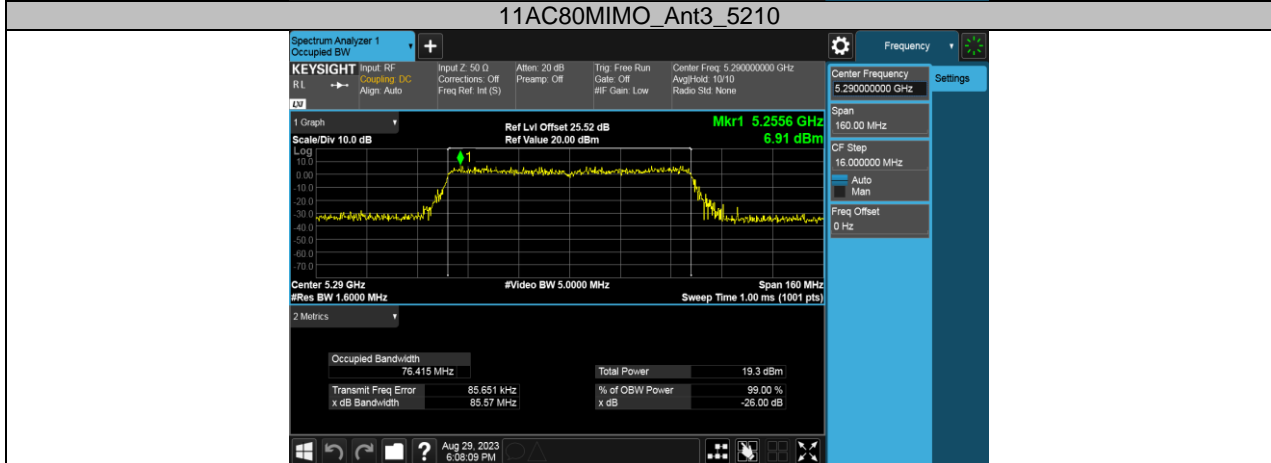 11AC80MIMO_Ant3_5210
Spectrum Analyzer 1
Occupied BW
+
Frequency
KEYSIGHT
RL
LXI
Input: RF
Coupling: DC
Align: Auto
Input Z: 50 Ω
Corrections: Off
Freq Ref: Int (S)
Atten: 20 dB
Preamp: Off
Trig: Free Run
Gate: Off
#IF Gain: Low
Center Freq: 5.290000000 GHz
Avg|Hold: 10/10
Radio Std: None
Center Frequency
5.290000000 GHz
Settings
Span
160.00 MHz
CF Step
16.000000 MHz
Auto
Man
Freq Offset
0 Hz
1 Graph
Scale/Div 10.0 dB
Ref Lvl Offset 25.52 dB
Ref Value 20.00 dBm
Mkr1 5.2556 GHz
6.91 dBm
Log
10.0
0.00
-10.0
-20.0
-30.0
-40.0
-50.0
-60.0
-70.0
1
Center 5.29 GHz
#Res BW 1.6000 MHz
#Video BW 5.0000 MHz
Span 160 MHz
Sweep Time 1.00 ms (1001 pts)
2 Metrics
Occupied Bandwidth
76.415 MHz
Total Power 19.3 dBm
Transmit Freq Error 85.651 kHz
% of OBW Power 99.00 %
x dB Bandwidth 85.57 MHz
x dB -26.00 dB
?
Aug 29, 2023
6:08:09 PM